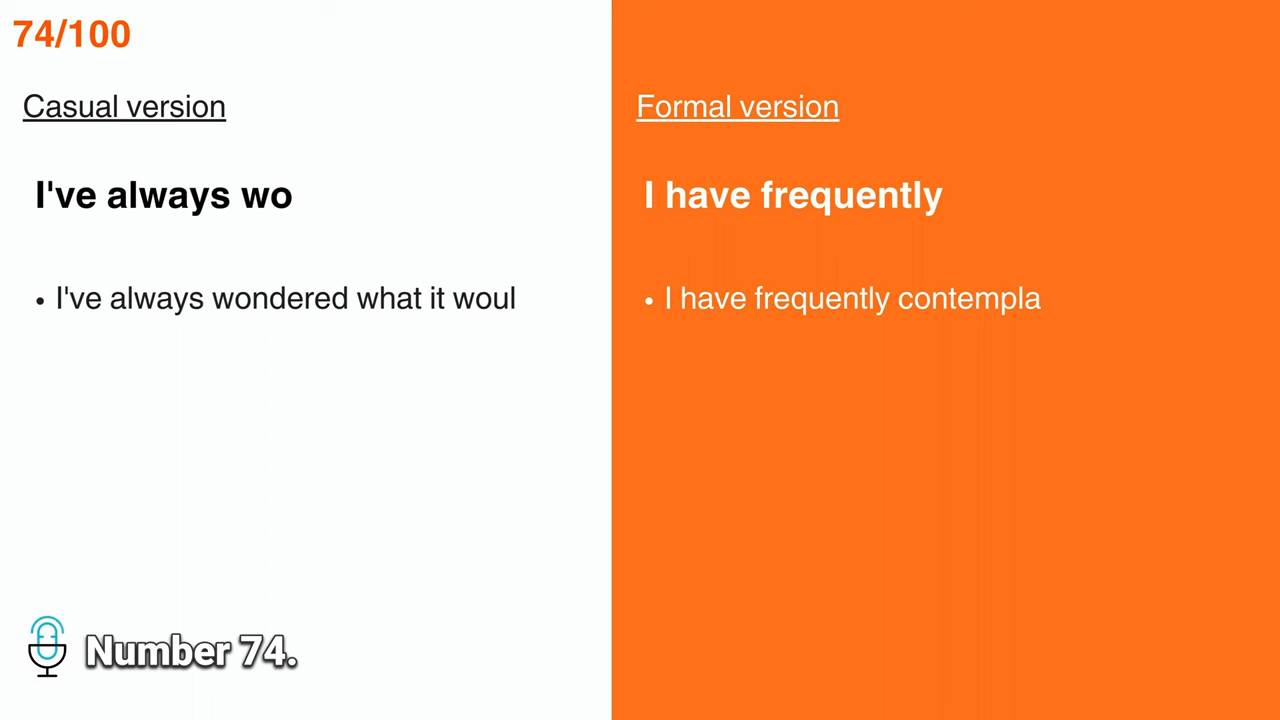 74/100
Casual version
I've always wo
I've always wondered what it woul
Formal version
I have frequently
I have frequently contempla
Number 74.